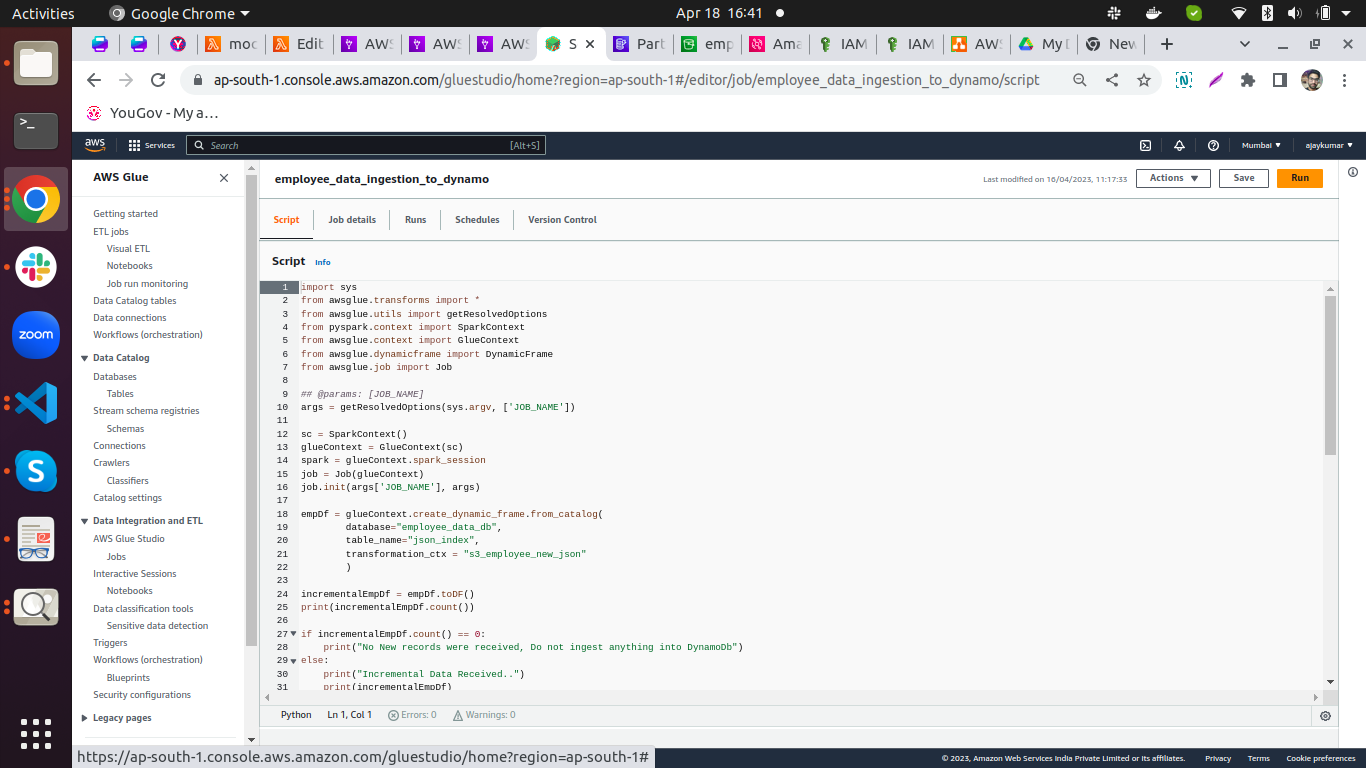 Activities
Google Chrome
Apr 18 16:41
moc
Edit
AWS
AWS
AWS
S
Part
emp
Ama
IAM
IAM
AWS
My D
New
ap-south-1.console.aws.amazon.com/gluestudio/home?region=ap-south-1#/editor/job/employee_data_ingestion_to_dynamo/script
YouGov - My a…
aws
Services
Search
[Alt+S]
Mumbai
ajaykumar
AWS Glue
Getting started
ETL jobs
Visual ETL
Notebooks
Job run monitoring
Data Catalog tables
Data connections
Workflows (orchestration)
Data Catalog
Databases
Tables
Stream schema registries
Schemas
Connections
Crawlers
Classifiers
Catalog settings
Data Integration and ETL
AWS Glue Studio
Jobs
Interactive Sessions
Notebooks
Data classification tools
Sensitive data detection
Triggers
Workflows (orchestration)
Blueprints
Security configurations
Legacy pages
employee_data_ingestion_to_dynamo
Last modified on 16/04/2023, 11:17:33
Actions
Save
Run
Script
Job details
Runs
Schedules
Version Control
Script Info
1 import sys
2 from awsglue.transforms import *
3 from awsglue.utils import getResolvedOptions
4 from pyspark.context import SparkContext
5 from awsglue.context import GlueContext
6 from awsglue.dynamicframe import DynamicFrame
7 from awsglue.job import Job
8
9 ## @params: [JOB_NAME]
10 args = getResolvedOptions(sys.argv, ['JOB_NAME'])
11
12 sc = SparkContext()
13 glueContext = GlueContext(sc)
14 spark = glueContext.spark_session
15 job = Job(glueContext)
16 job.init(args['JOB_NAME'], args)
17
18 empDf = glueContext.create_dynamic_frame.from_catalog(
19 database="employee_data_db",
20 table_name="json_index",
21 transformation_ctx = "s3_employee_new_json"
22 )
23
24 incrementalEmpDf = empDf.toDF()
25 print(incrementalEmpDf.count())
26
27 if incrementalEmpDf.count() == 0:
28 print("No New records were received, Do not ingest anything into DynamoDb")
29 else:
30 print("Incremental Data Received..")
31 print(incrementalEmpDf)
Python
Ln 1, Col 1
Errors: 0
Warnings: 0
zoom
https://ap-south-1.console.aws.amazon.com/gluestudio/home?region=ap-south-1#
© 2023, Amazon Web Services India Private Limited or its affiliates.
Privacy
Terms
Cookie preferences